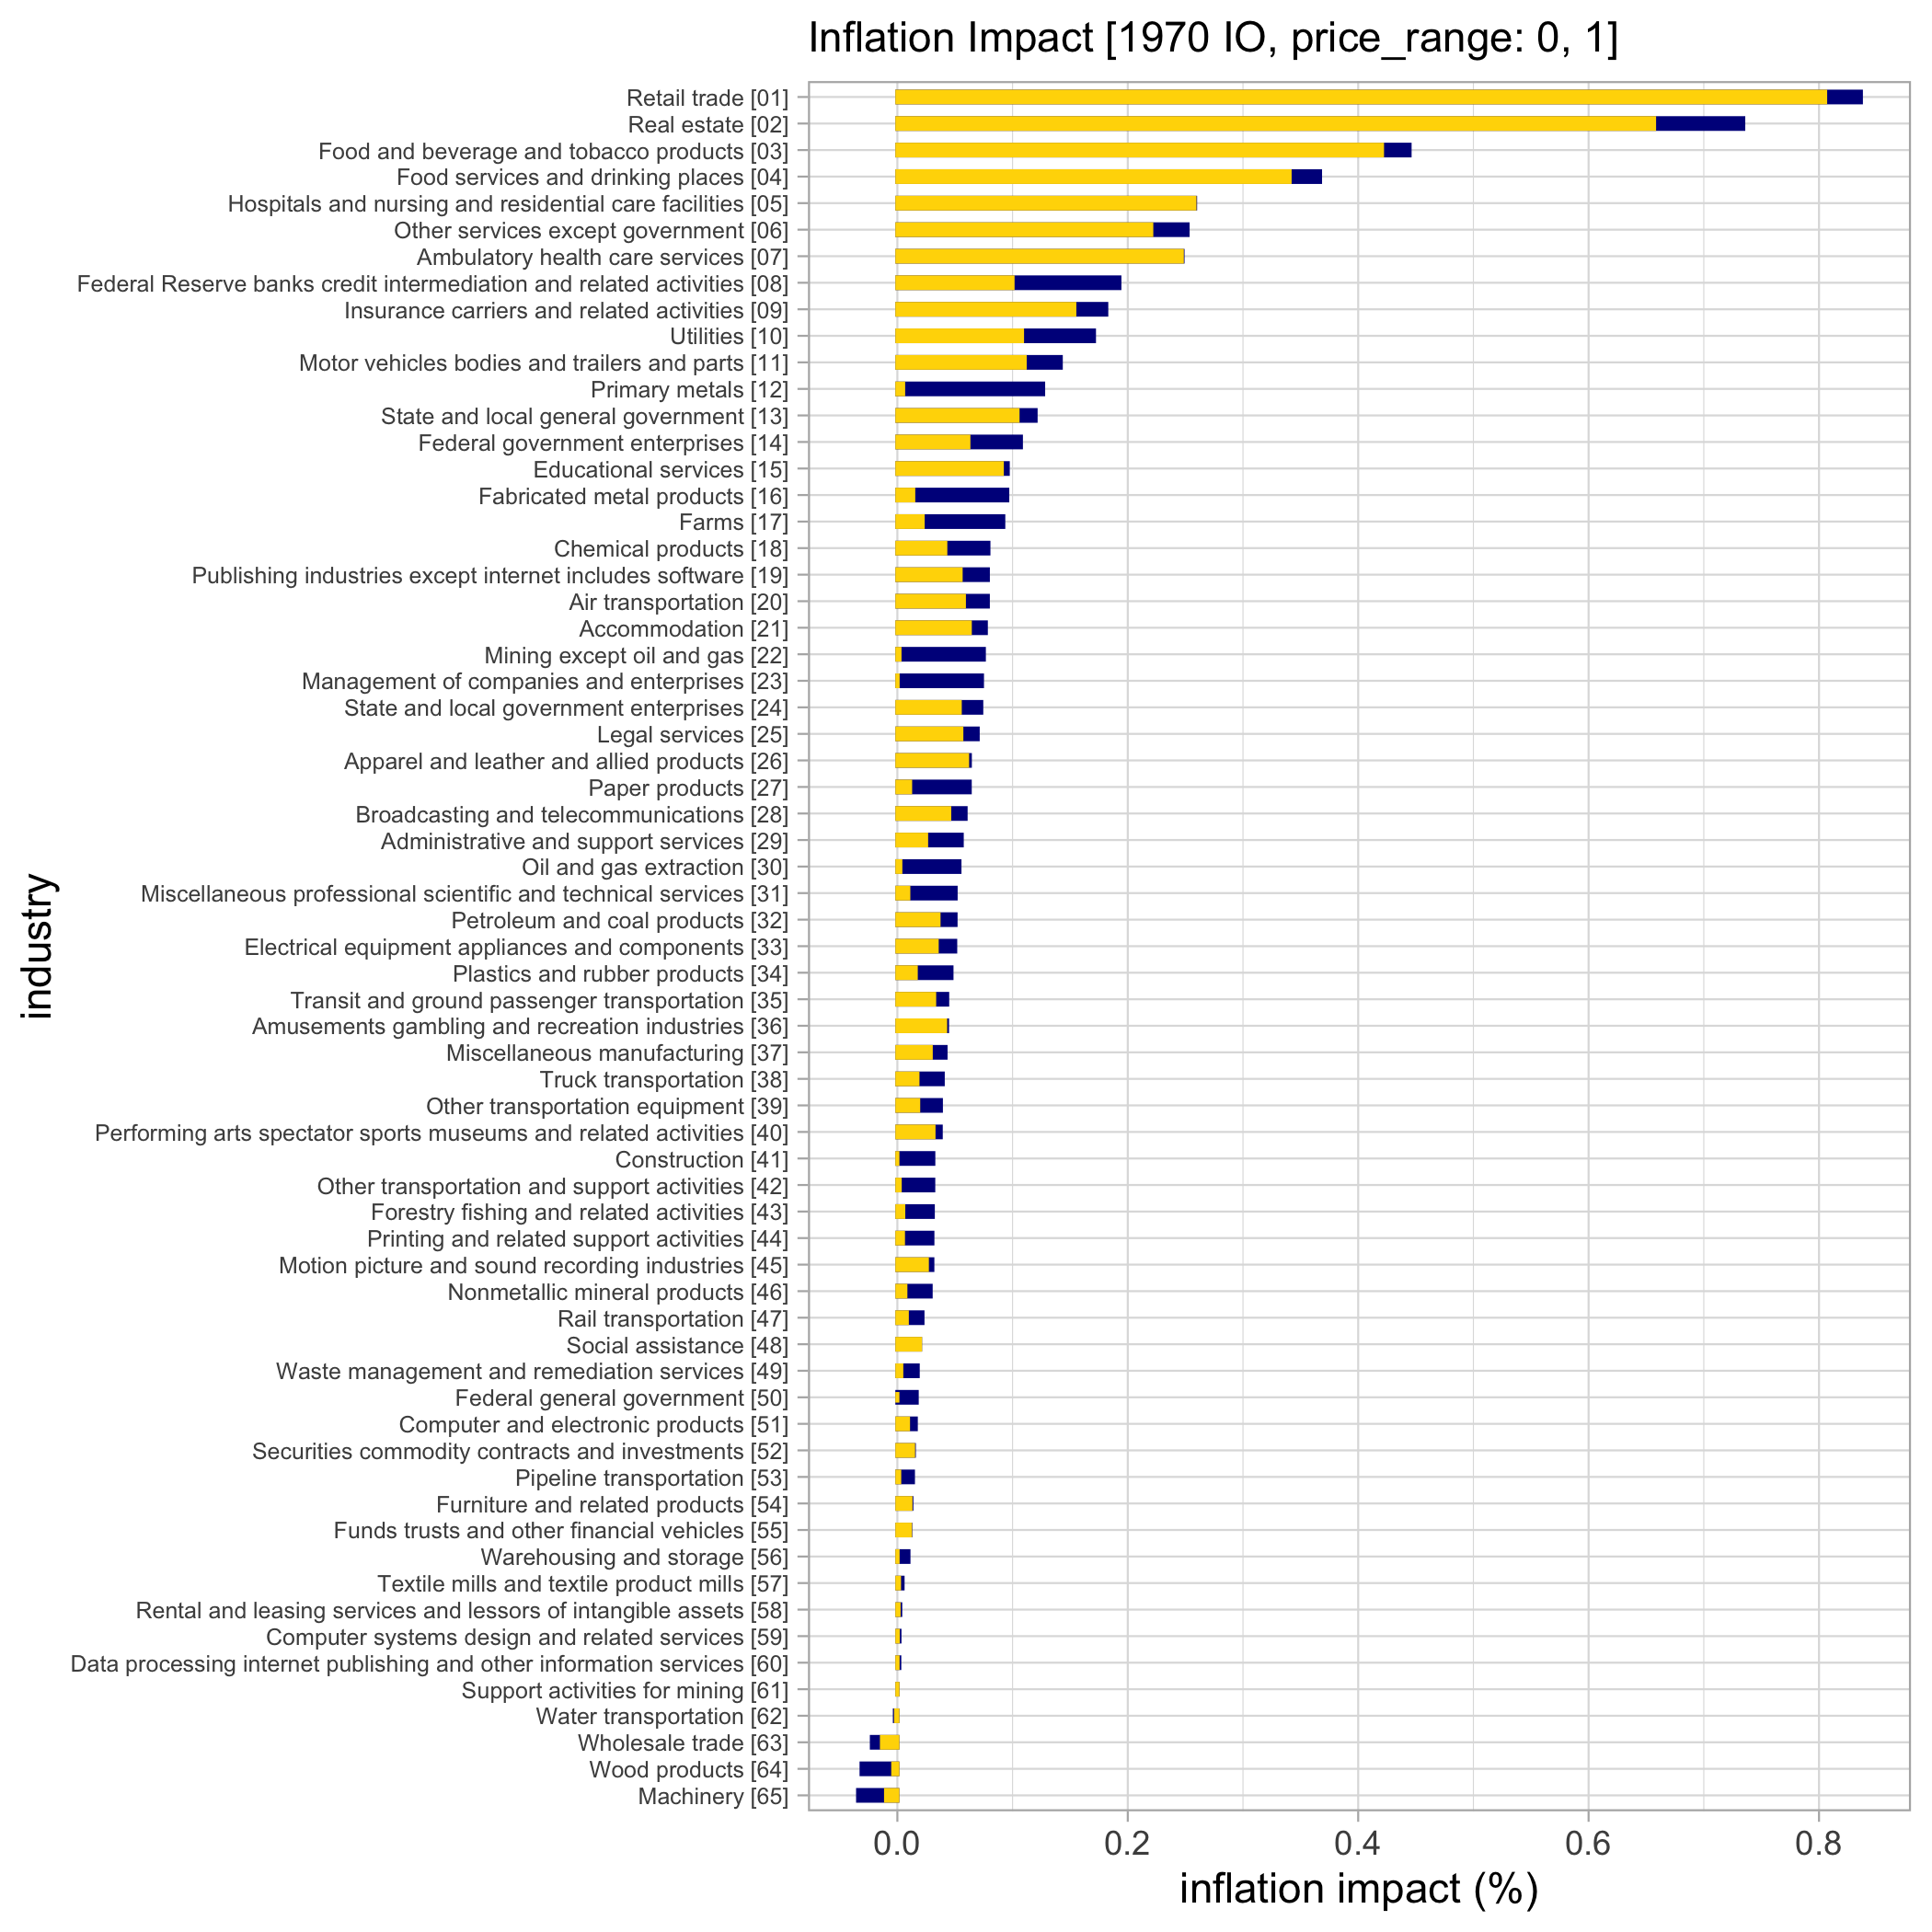 Inflation Impact [1970 IO, price_range: 0, 1]
Retail trade [01]
Real estate [02]
Food and beverage and tobacco products [03]
Food services and drinking places [04]
Hospitals and nursing and residential care facilities [05]
Other services except government [06]
Ambulatory health care services [07]
Federal Reserve banks credit intermediation and related activities [08]
Insurance carriers and related activities [09]
Utilities [10]
Motor vehicles bodies and trailers and parts [11]
Primary metals [12]
State and local general government [13]
Federal government enterprises [14]
Educational services [15]
Fabricated metal products [16]
Farms [17]
Chemical products [18]
Publishing industries except internet includes software [19]
Air transportation [20]
Accommodation [21]
Mining except oil and gas [22]
Management of companies and enterprises [23]
State and local government enterprises [24]
Legal services [25]
Apparel and leather and allied products [26]
Paper products [27]
Broadcasting and telecommunications [28]
Administrative and support services [29]
Oil and gas extraction [30]
Miscellaneous professional scientific and technical services [31]
Petroleum and coal products [32]
Electrical equipment appliances and components [33]
Plastics and rubber products [34]
Transit and ground passenger transportation [35]
Amusements gambling and recreation industries [36]
Miscellaneous manufacturing [37]
Truck transportation [38]
Other transportation equipment [39]
Performing arts spectator sports museums and related activities [40]
Construction [41]
Other transportation and support activities [42]
Forestry fishing and related activities [43]
Printing and related support activities [44]
Motion picture and sound recording industries [45]
Nonmetallic mineral products [46]
Rail transportation [47]
Social assistance [48]
Waste management and remediation services [49]
Federal general government [50]
Computer and electronic products [51]
Securities commodity contracts and investments [52]
Pipeline transportation [53]
Furniture and related products [54]
Funds trusts and other financial vehicles [55]
Warehousing and storage [56]
Textile mills and textile product mills [57]
Rental and leasing services and lessors of intangible assets [58]
Computer systems design and related services [59]
Data processing internet publishing and other information services [60]
Support activities for mining [61]
Water transportation [62]
Wholesale trade [63]
Wood products [64]
Machinery [65]
industry
0.0 0.2 0.4 0.6 0.8
inflation impact (%)